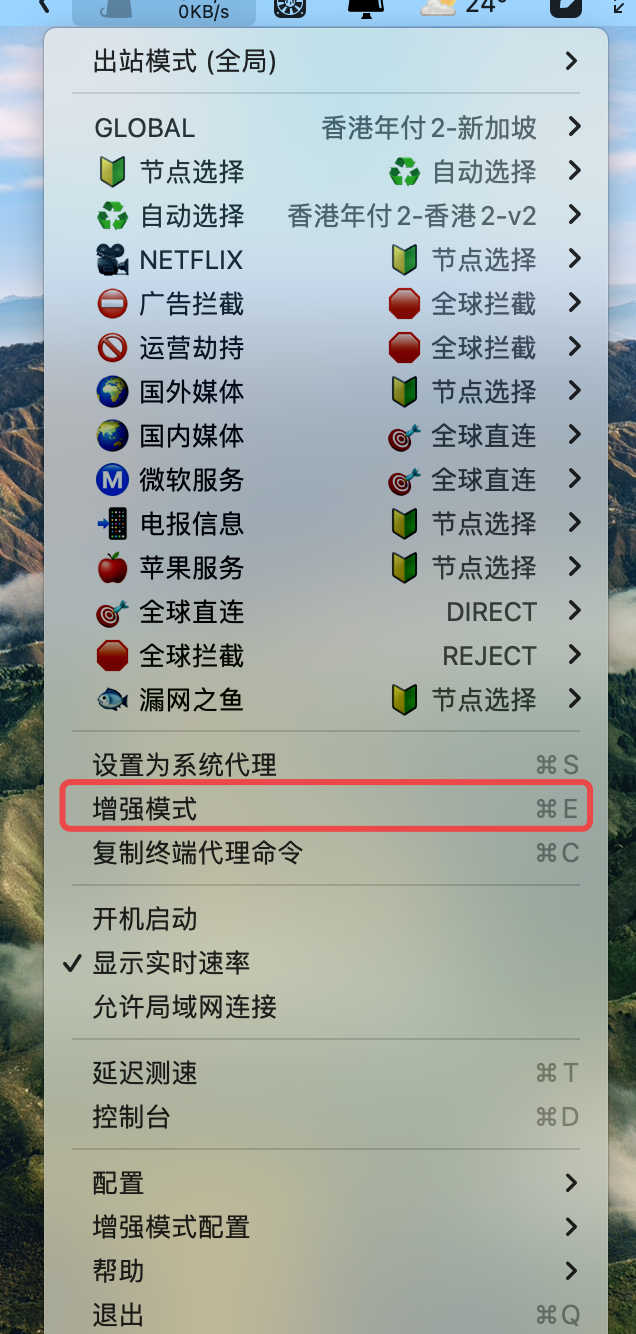 0KB/s
24°
出站模式 (全局)
GLOBAL 香港年付2-新加坡
节点选择 自动选择
自动选择 香港年付2-香港2-v2
NETFLIX 节点选择
广告拦截 全球拦截
运营劫持 全球拦截
国外媒体 节点选择
国内媒体 全球直连
M 微软服务 全球直连
电报信息 节点选择
苹果服务 节点选择
全球直连 DIRECT
全球拦截 REJECT
漏网之鱼 节点选择
设置为系统代理 ⌘S
增强模式 ⌘E
复制终端代理命令 ⌘C
开机启动
✓ 显示实时速率
允许局域网连接
延迟测速 ⌘T
控制台 ⌘D
配置
增强模式配置
帮助
退出 ⌘Q